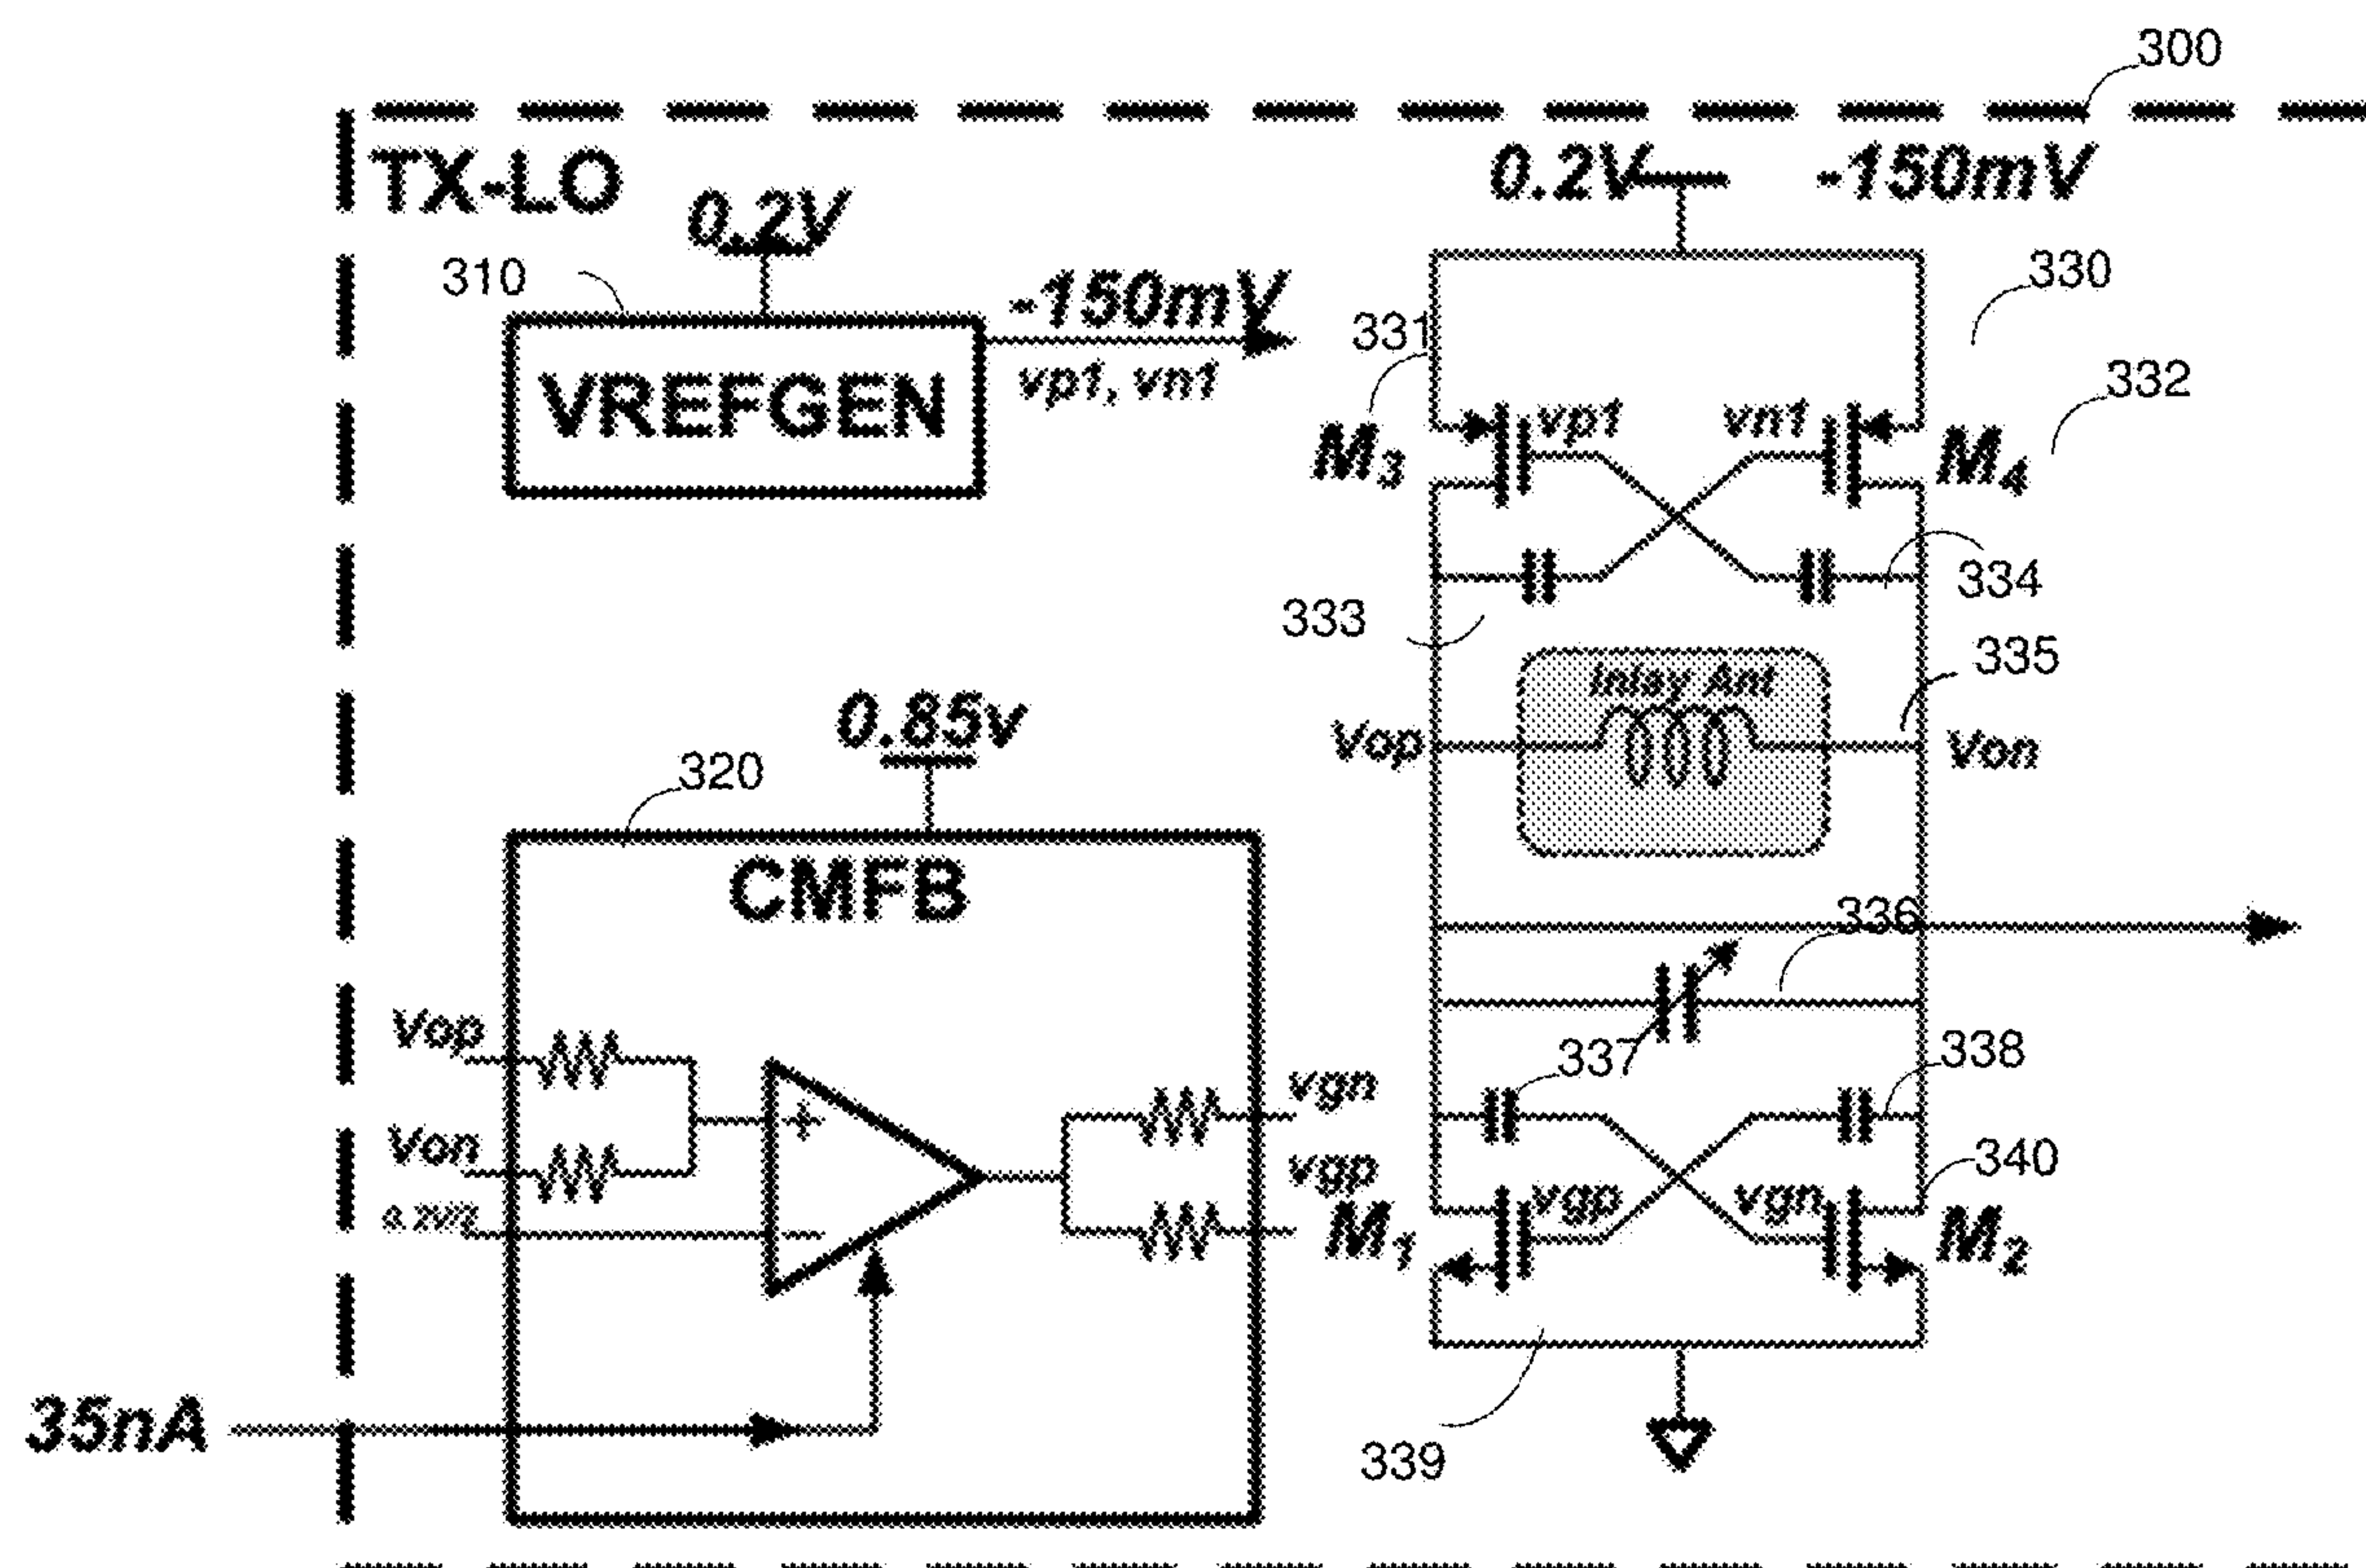 300
TX-LO
0.2V
0.2V
-150mV
310
VREFGEN
-150mV
vp1, vn1
330
331
332
M3
vp1
vn1
M4
333
334
Inlay Ant
335
Vop
Von
0.85v
320
CMFB
336
Vop
Von
vgn
vgp
337
338
340
M1
vgp
vgn
M2
35nA
339
+
-